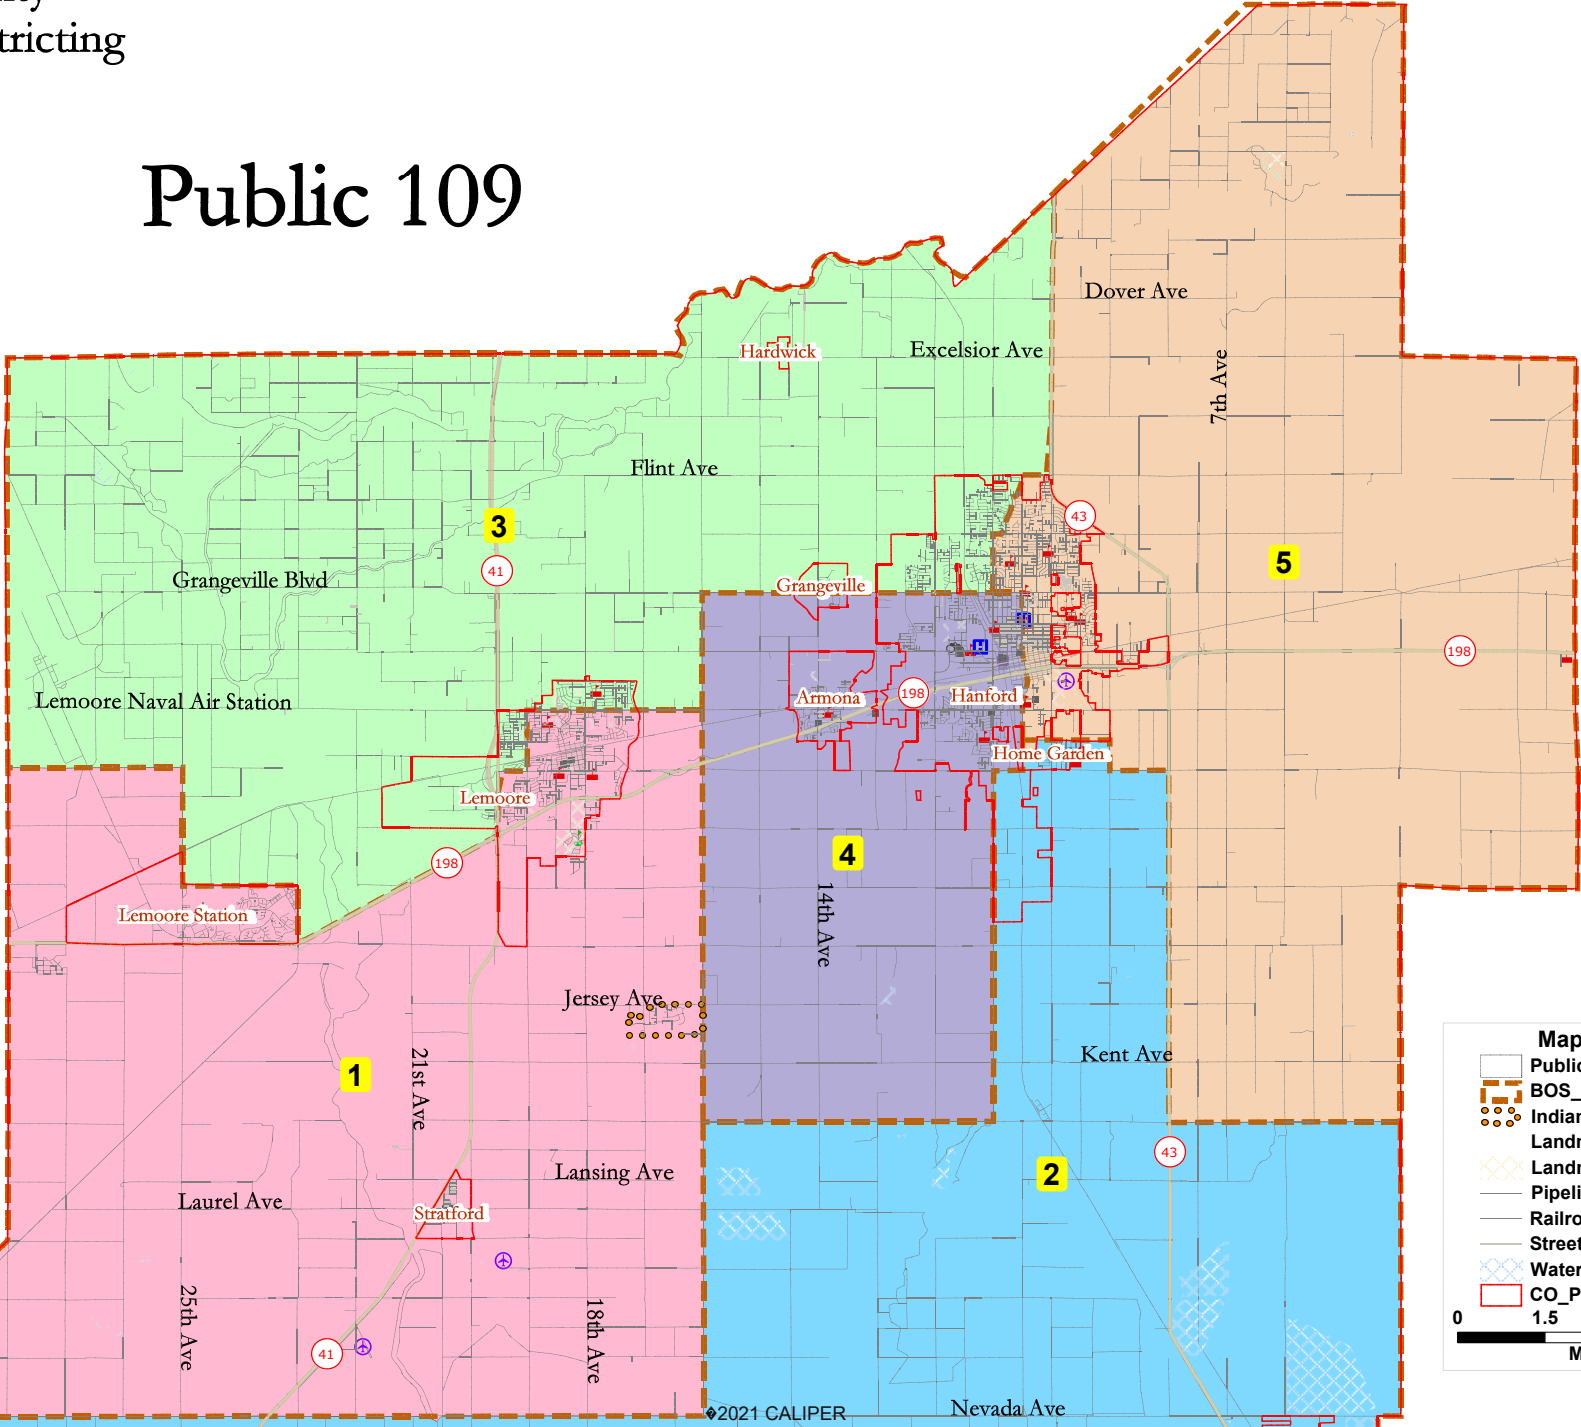 tricting
Public 109
Dover Ave
Hardwick
Excelsior Ave
7th Ave
Flint Ave
3
43
41
5
Grangeville Blvd
Grangeville
198
Lemoore Naval Air Station
Armona
198
Hanford
Home Garden
Lemoore
198
4
14th Ave
Lemoore Station
Jersey Ave
Kent Ave
1
21st Ave
43
2
Lansing Ave
Laurel Ave
Stratford
25th Ave
18th Ave
41
Nevada Ave
�2021 CALIPER
Map
Public
BOS_
Indian
Landm
Landm
Pipeli
Railro
Street
Water
CO_P
0 1.5
M